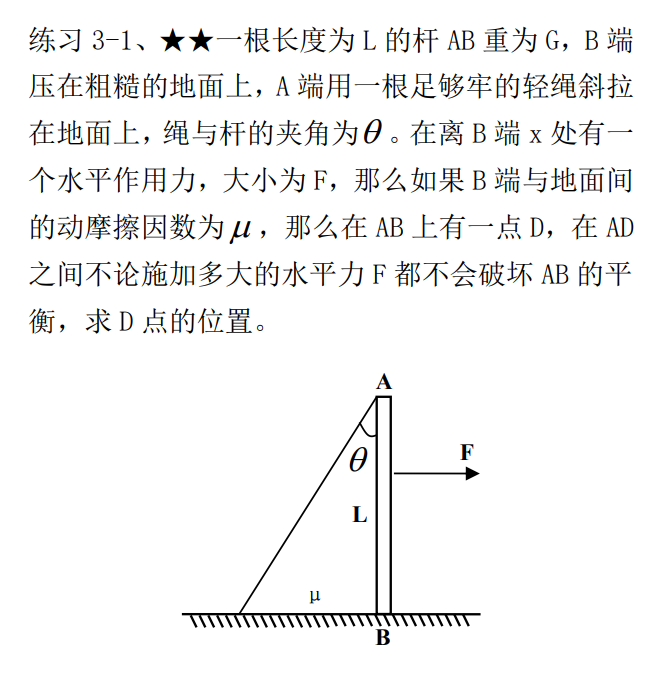 练习 3-1、★★一根长度为 L 的杆 AB 重为 G，B 端
压在粗糙的地面上，A 端用一根足够牢的轻绳斜拉
在地面上，绳与杆的夹角为θ。在离 B 端 x 处有一
个水平作用力，大小为 F，那么如果 B 端与地面间
的动摩擦因数为μ，那么在 AB 上有一点 D，在 AD
之间不论施加多大的水平力 F 都不会破坏 AB 的平
衡，求 D 点的位置。
A
F
θ
L
μ
B